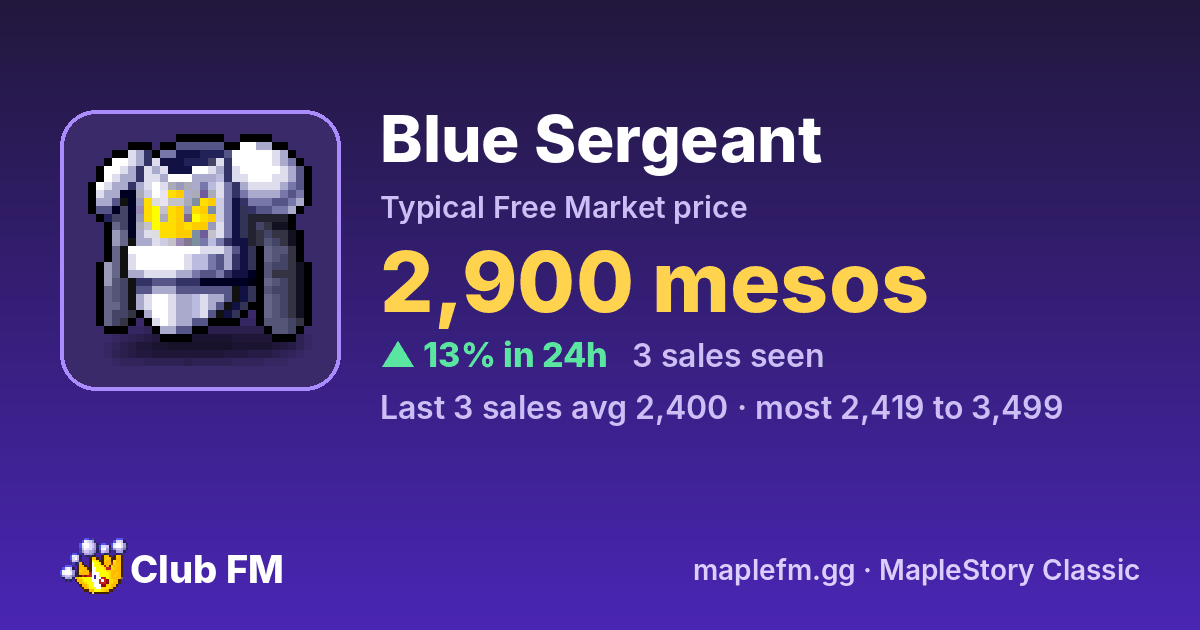 Blue Sergeant
Typical Free Market price
2,900 mesos
▲ 13% in 24h 3 sales seen
Last 3 sales avg 2,400 · most 2,419 to 3,499
Club FM
maplefm.gg · MapleStory Classic